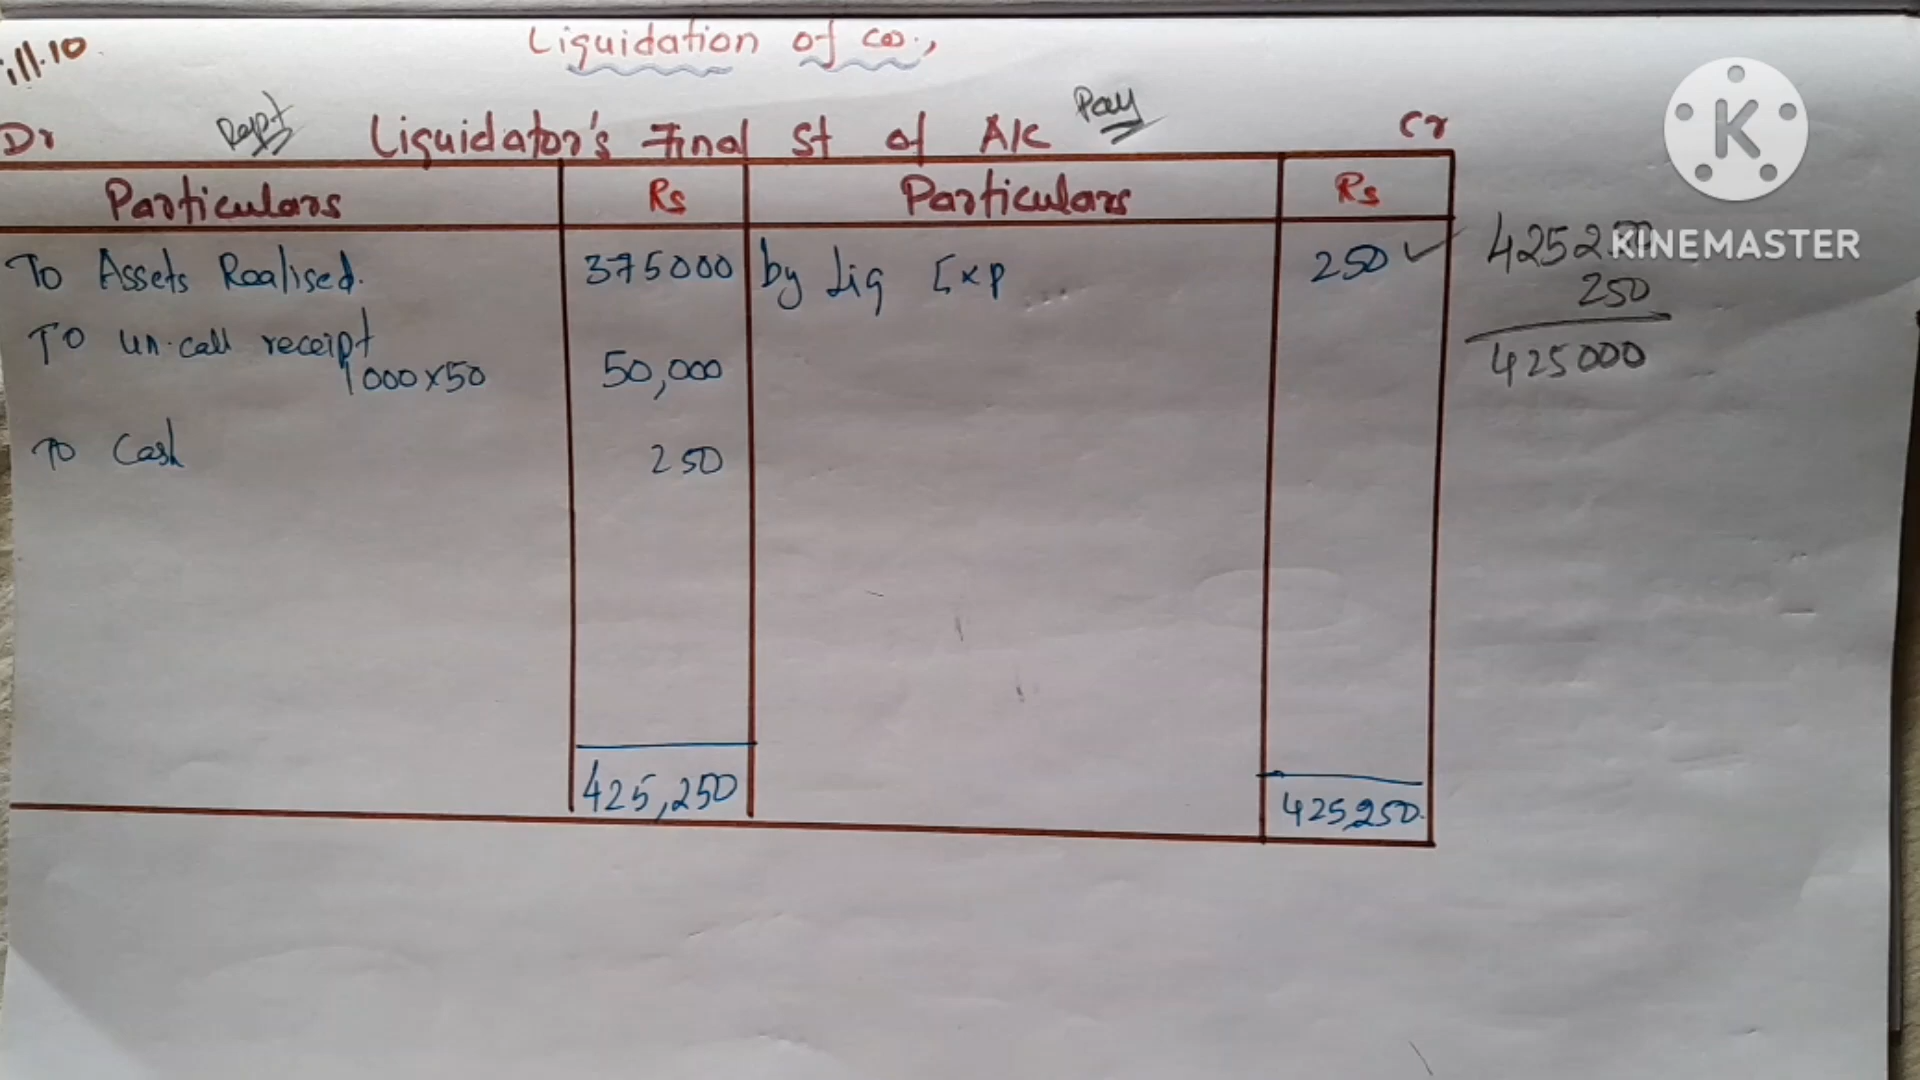 ill.10
Liquidation of co.,
Dr Rept Liquidator's Final St of A/C Pay Cr
Particulars Rs Particulars Rs
To Assets Realised. 375000 by Liq Exp 250 ✓
To un.call receipt
1000x50 50,000
To Cash 250
425,250 425,250.
425250
250
425000
K
KINEMASTER